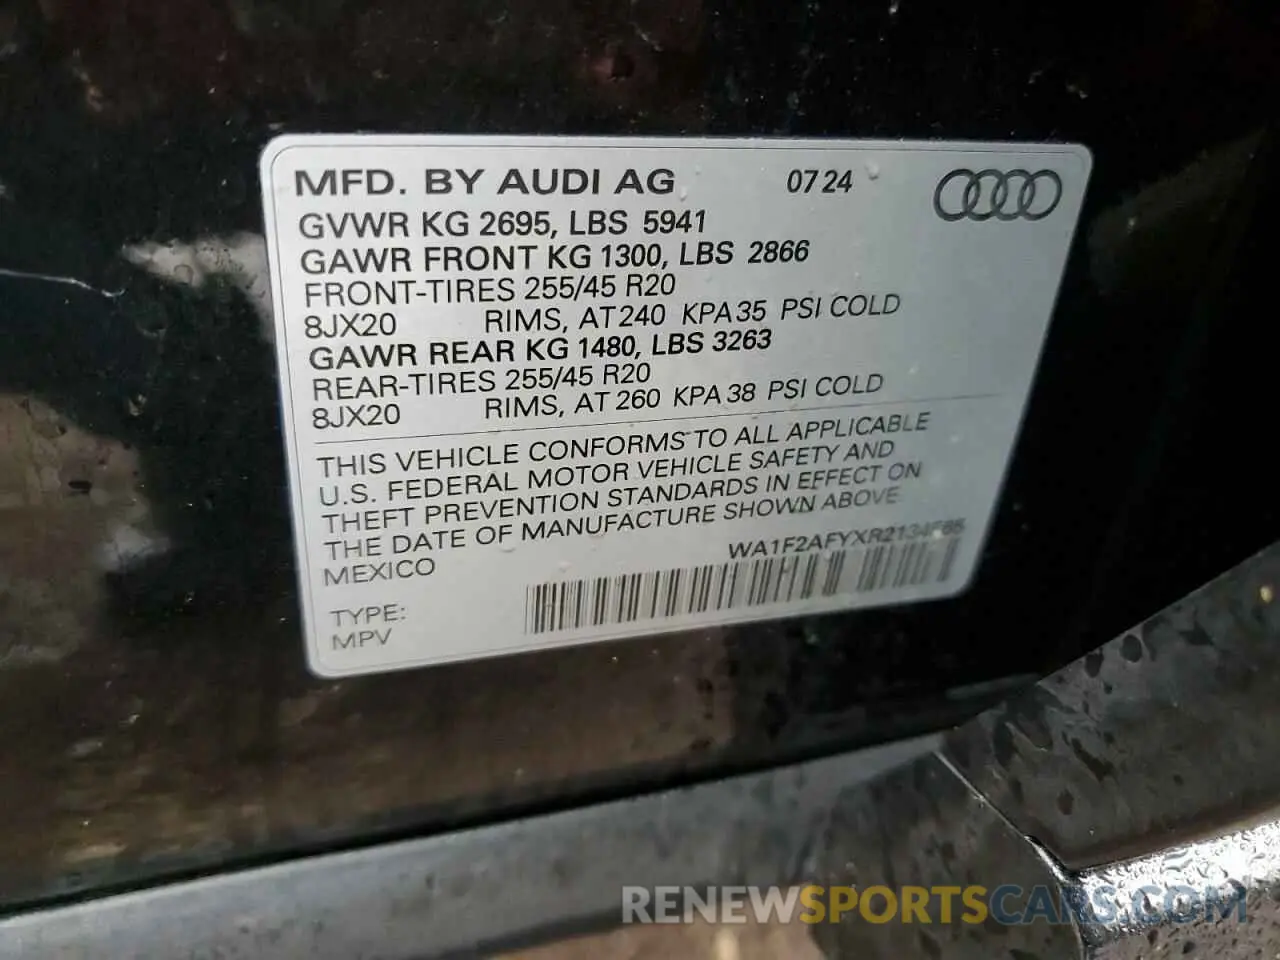 MFD. BY AUDI AG 07 24
GVWR KG 2695, LBS 5941
GAWR FRONT KG 1300, LBS 2866
FRONT-TIRES 255/45 R20
8JX20 RIMS, AT 240 KPA 35 PSI COLD
GAWR REAR KG 1480, LBS 3263
REAR-TIRES 255/45 R20
8JX20 RIMS, AT 260 KPA 38 PSI COLD
THIS VEHICLE CONFORMS TO ALL APPLICABLE
U.S. FEDERAL MOTOR VEHICLE SAFETY AND
THEFT PREVENTION STANDARDS IN EFFECT ON
THE DATE OF MANUFACTURE SHOWN ABOVE
MEXICO
TYPE:
MPV
RENEWSPORTSCARS.COM